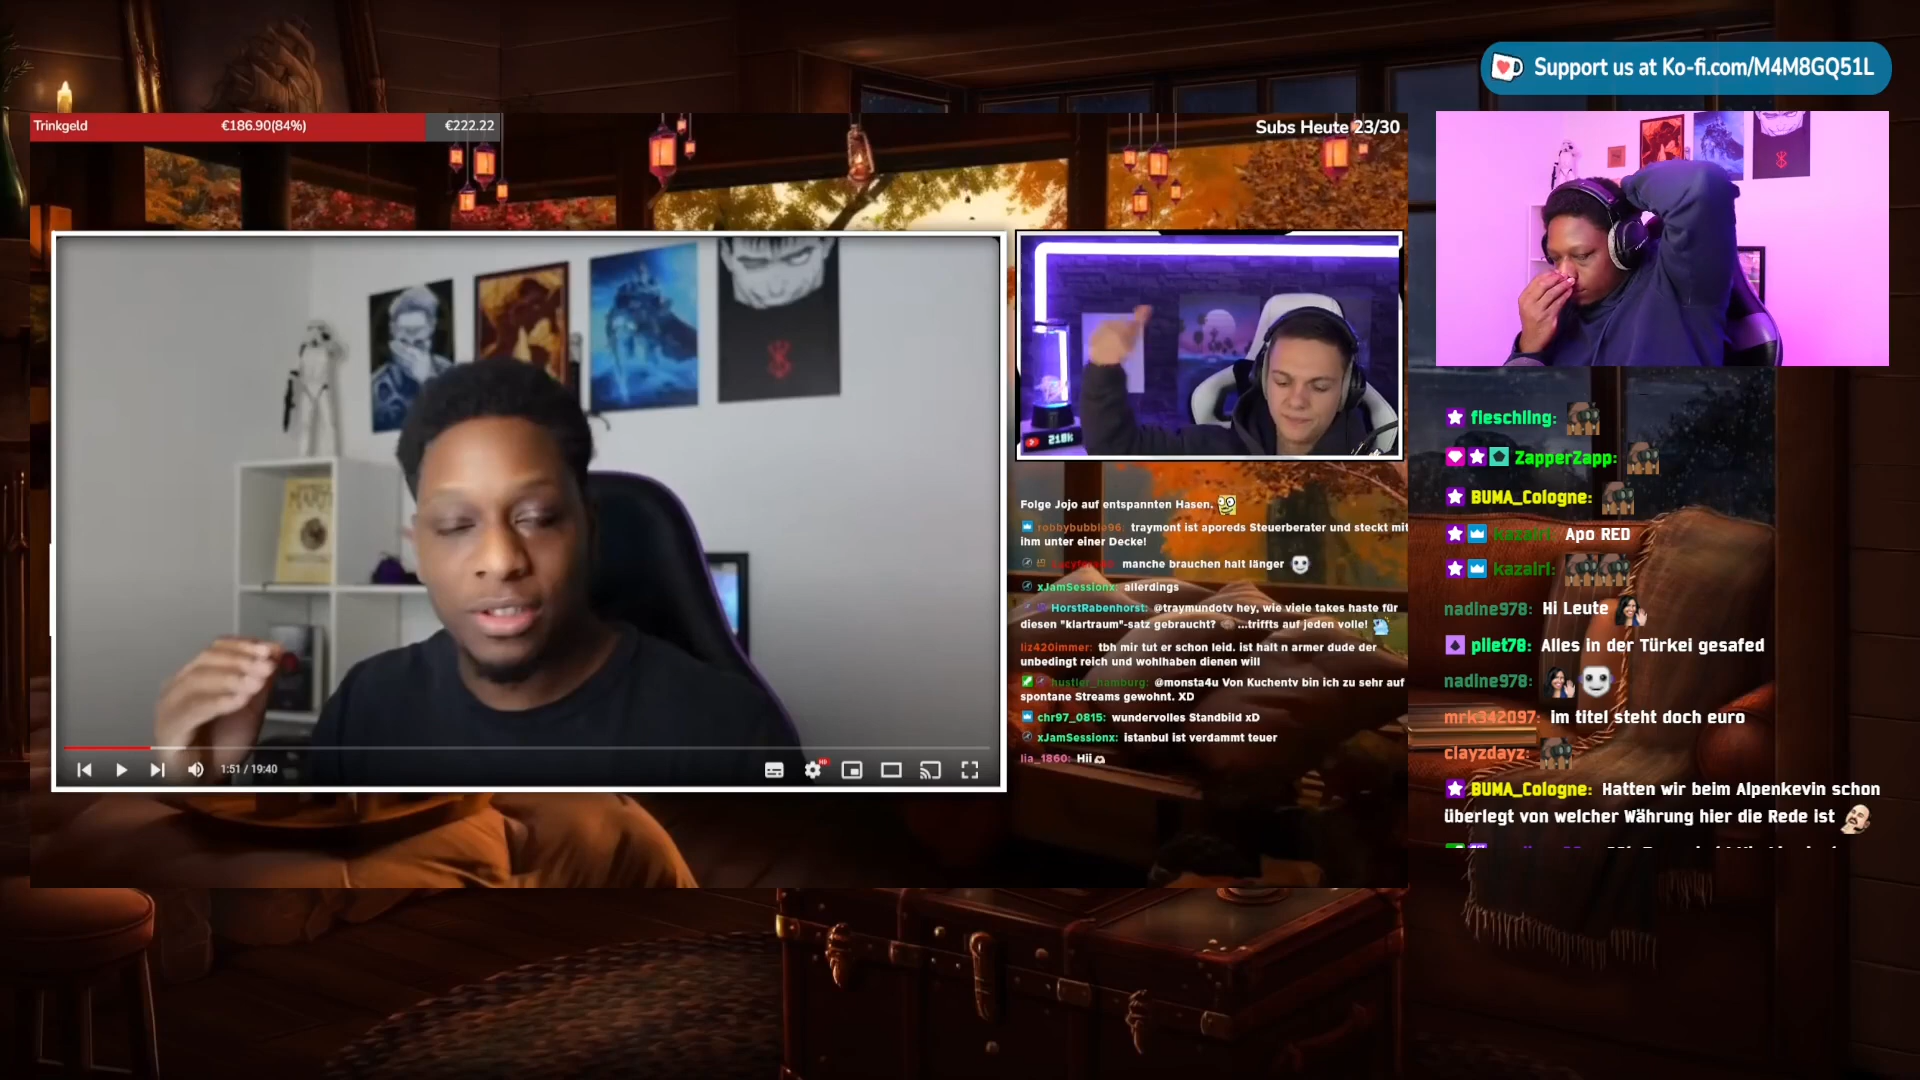 Support us at Ko-fi.com/M4M8GQ51L
Trinkgeld €186.90(84%) €222.22
Subs Heute 23/30
218k
1:51 / 19:40
HD
Folge Jojo auf entspannten Hasen.
robbybubble96: traymont ist aporeds Steuerberater und steckt mit
ihm unter einer Decke!
manche brauchen halt länger
xJamSessionx: allerdings
HorstRabenhorst: @traymundotv hey, wie viele takes haste für
diesen "klartraum"-satz gebraucht? ...triffts auf jeden volle!
liz420immer: tbh mir tut er schon leid. ist halt n armer dude der
unbedingt reich und wohlhaben dienen will
hustler_hamburg: @monsta4u Von Kuchentv bin ich zu sehr auf
spontane Streams gewohnt. XD
chr97_0815: wundervolles Standbild xD
xJamSessionx: istanbul ist verdammt teuer
lia_1860: Hii
fleschling:
ZapperZapp:
BUMA_Cologne:
kazairl: Apo RED
kazairl:
nadine978: Hi Leute
pilet78: Alles in der Türkei gesafed
nadine978:
mrk342097: im titel steht doch euro
clayzdayz:
BUMA_Cologne: Hatten wir beim Alpenkevin schon
überlegt von welcher Währung hier die Rede ist